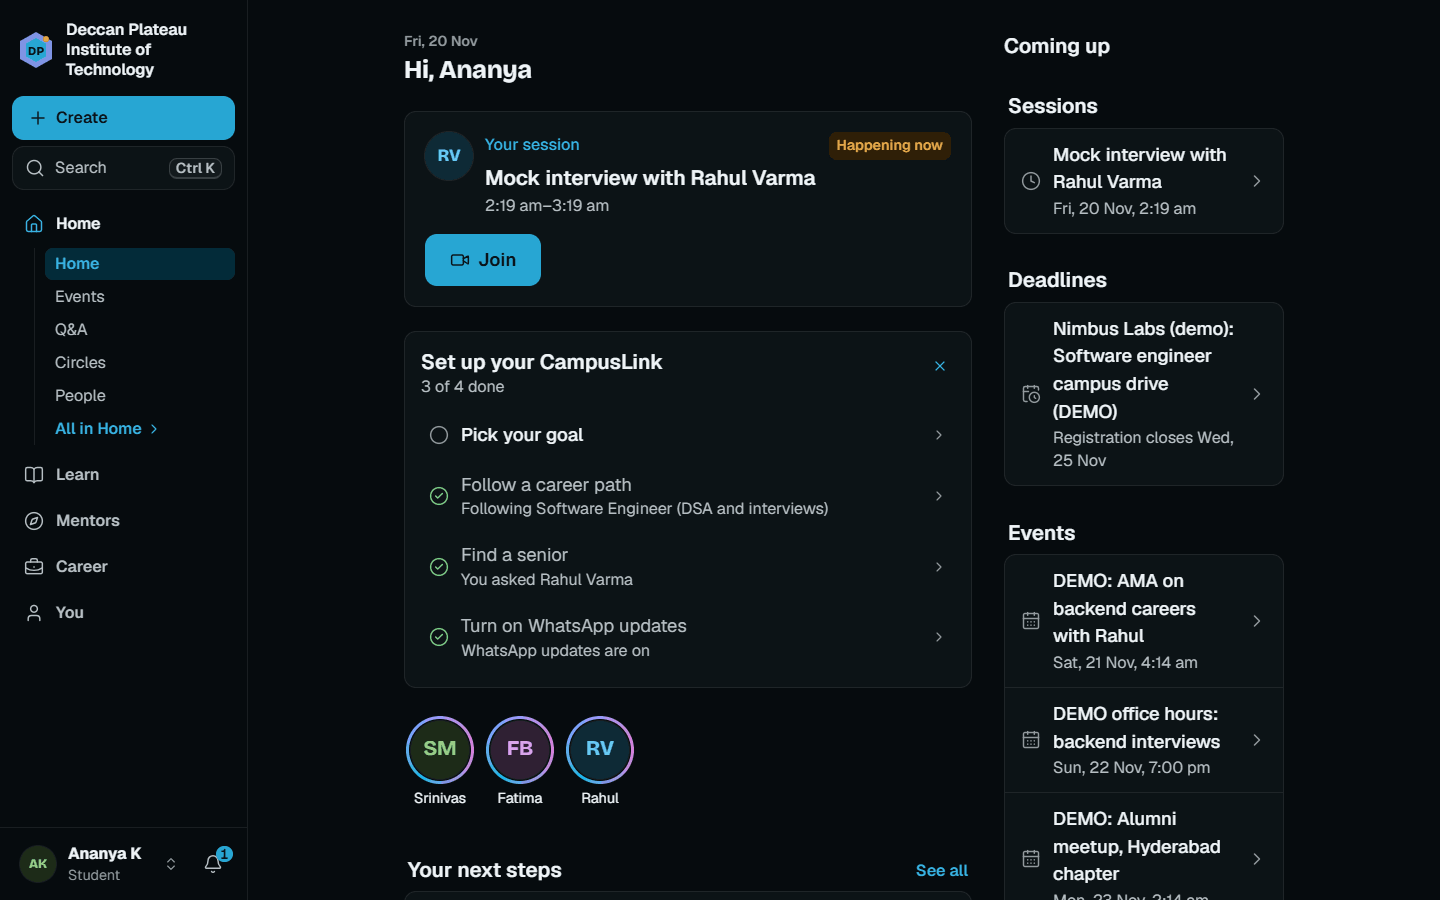 DP
Deccan Plateau
Institute of
Technology
Create
Search
Ctrl K
Home
Home
Events
Q&A
Circles
People
All in Home
Learn
Mentors
Career
You
AK
Ananya K
Student
1
Fri, 20 Nov
Hi, Ananya
RV
Your session
Happening now
Mock interview with Rahul Varma
2:19 am–3:19 am
Join
Set up your CampusLink
3 of 4 done
Pick your goal
Follow a career path
Following Software Engineer (DSA and interviews)
Find a senior
You asked Rahul Varma
Turn on WhatsApp updates
WhatsApp updates are on
SM
FB
RV
Srinivas
Fatima
Rahul
Your next steps
See all
Coming up
Sessions
Mock interview with
Rahul Varma
Fri, 20 Nov, 2:19 am
Deadlines
Nimbus Labs (demo):
Software engineer
campus drive
(DEMO)
Registration closes Wed,
25 Nov
Events
DEMO: AMA on
backend careers
with Rahul
Sat, 21 Nov, 4:14 am
DEMO office hours:
backend interviews
Sun, 22 Nov, 7:00 pm
DEMO: Alumni
meetup, Hyderabad
chapter
Mon, 23 Nov, 2:14 am